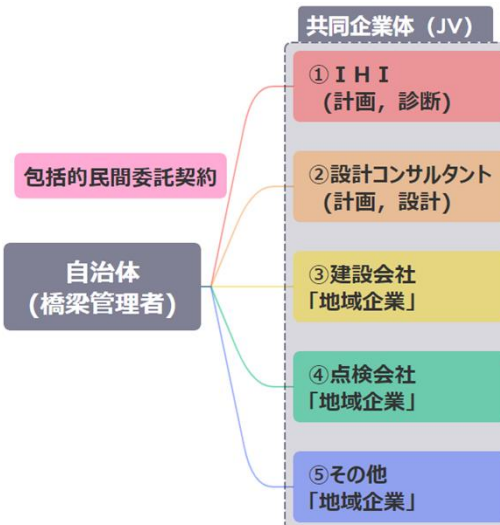 共同企業体（JV）
①ＩＨＩ
(計画，診断)
包括的民間委託契約
②設計コンサルタント
(計画，設計)
自治体
(橋梁管理者)
③建設会社
「地域企業」
④点検会社
「地域企業」
⑤その他
「地域企業」